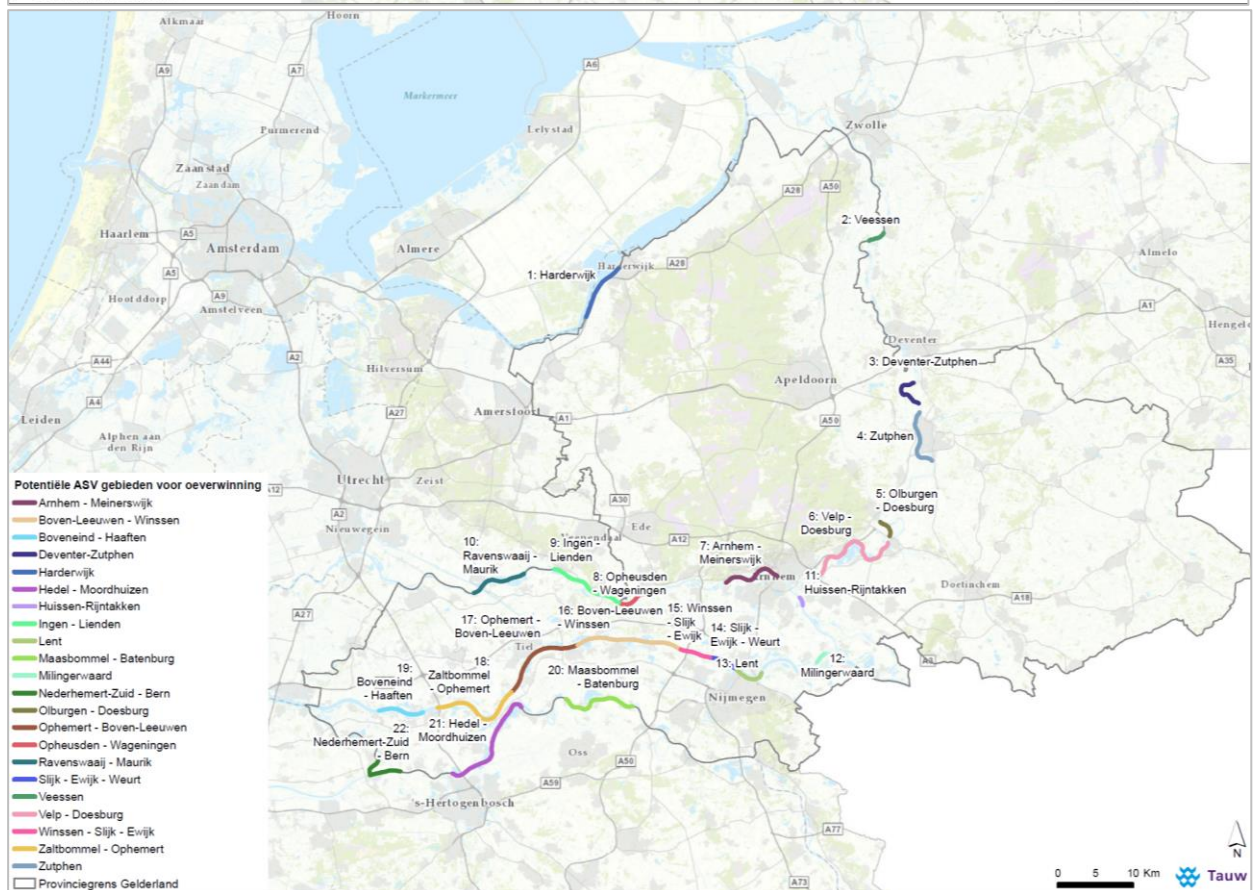 Alkmaar
Hoorn
A9
A7
A6
Markermeer
Purmerend
Lelystad
Zwolle
Zaanstad
Zaandam
A28
A50
2: Veessen
Haarlem
A5
Amsterdam
Almere
1: Harderwijk
Harderwijk
A28
Almelo
A5
Hoofddorp
A9
Amstelveen
A1
Hengelo
A2
Deventer
A44
3: Deventer-Zutphen
A35
Hilversum
Apeldoorn
A4
Leiden
A27
Amersfoort
A1
A50
Alphen aan
den Rijn
4: Zutphen
Potentiële ASV gebieden voor oeverwinning
Arnhem - Meinerswijk
Boven-Leeuwen - Winssen
Boveneind - Haaften
Deventer-Zutphen
Harderwijk
Hedel - Moordhuizen
Huissen-Rijntakken
Ingen - Lienden
Lent
Maasbommel - Batenburg
Milingerwaard
Nederhemert-Zuid - Bern
Olburgen - Doesburg
Ophemert - Boven-Leeuwen
Opheusden - Wageningen
Ravenswaaij - Maurik
Slijk - Ewijk - Weurt
Veessen
Velp - Doesburg
Winssen - Slijk - Ewijk
Zaltbommel - Ophemert
Zutphen
Provinciegrens Gelderland
Utrecht
Zeist
A12
A2
Nieuwegein
A30
Ede
A12
5: Olburgen
- Doesburg
6: Velp -
Doesburg
7: Arnhem -
Meinerswijk
Arnhem
10:
Ravenswaaij -
Maurik
9: Ingen -
Lienden
8: Opheusden
- Wageningen
11:
Huissen-Rijntakken
Doetinchem
A18
A27
16: Boven-Leeuwen
- Winssen
15: Winssen
- Slijk
- Ewijk
14: Slijk -
Ewijk - Weurt
17: Ophemert -
Boven-Leeuwen
Tiel
13: Lent
12:
Milingerwaard
A3
18:
Zaltbommel
- Ophemert
19:
Boveneind
- Haaften
20: Maasbommel
- Batenburg
Nijmegen
21: Hedel -
Moordhuizen
22:
Nederhemert-Zuid
- Bern
Oss
A50
A59
's-Hertogenbosch
A77
A73
N
0 5 10 Km
Tauw